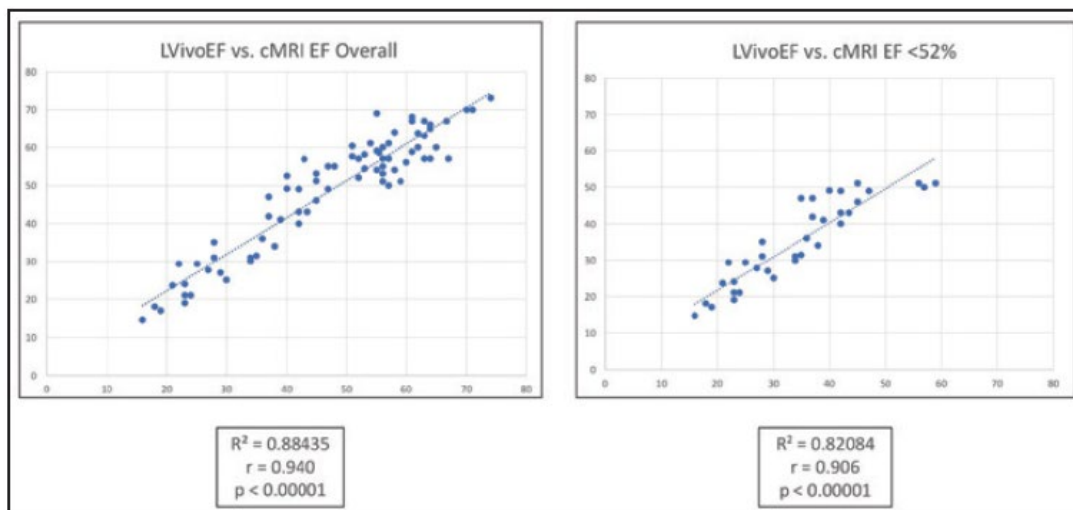 LVivoEF vs. cMRI EF Overall
80
70
60
50
40
30
20
10
0
0 10 20 30 40 50 60 70 80
R² = 0.88435
r = 0.940
p < 0.00001
LVivoEF vs. cMRI EF <52%
80
70
60
50
40
30
20
10
0
0 10 20 30 40 50 60 70 80
R² = 0.82084
r = 0.906
p < 0.00001